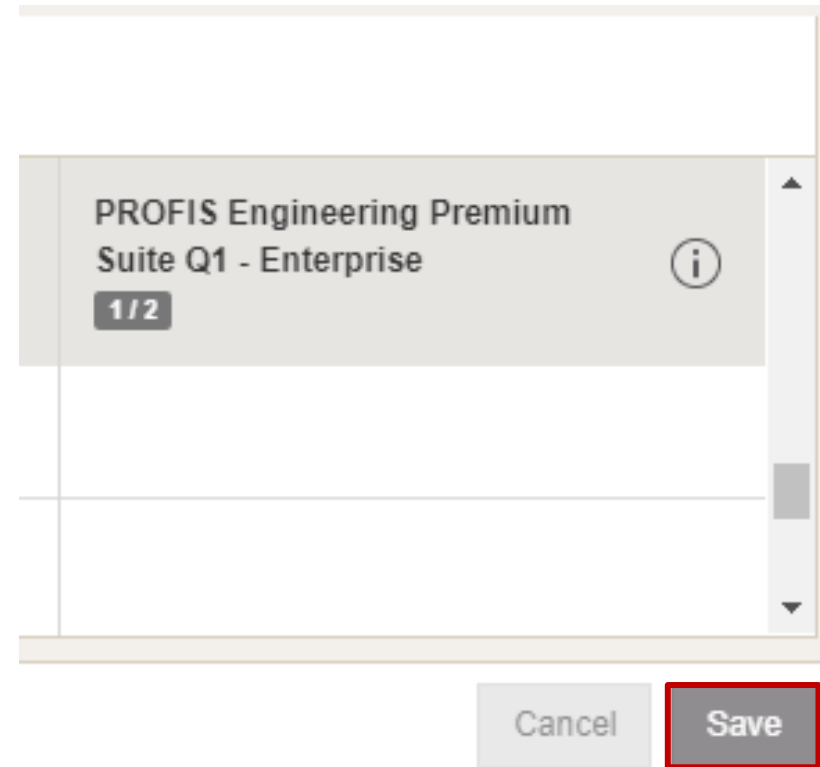 PROFIS Engineering Premium
Suite Q1 - Enterprise
1/2
Cancel
Save